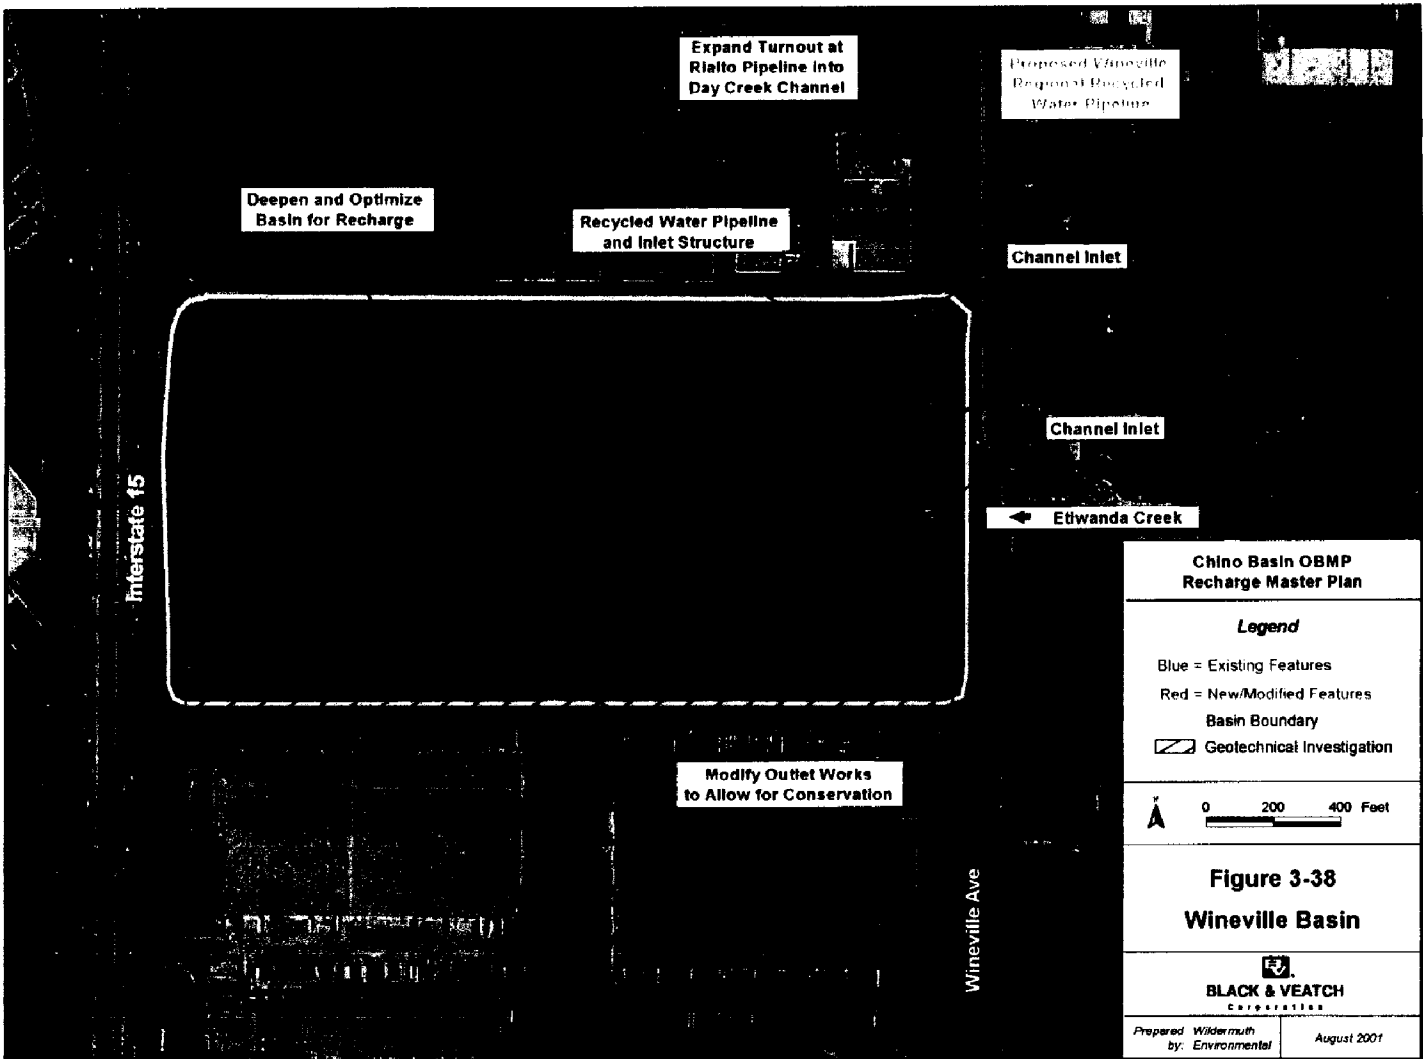 Expand Turnout at
Rialto Pipeline into
Day Creek Channel
Proposed Wineville
Regional Recycled
Water Pipeline
Deepen and Optimize
Basin for Recharge
Recycled Water Pipeline
and Inlet Structure
Channel Inlet
Channel Inlet
Interstate 15
Etiwanda Creek
Modify Outlet Works
to Allow for Conservation
Wineville Ave
Chino Basin OBMP
Recharge Master Plan
Legend
Blue = Existing Features
Red = New/Modified Features
Basin Boundary
Geotechnical Investigation
N
0 200 400 Feet
Figure 3-38
Wineville Basin
BV
BLACK & VEATCH
Corporation
Prepared by: Wildermuth Environmental
August 2001